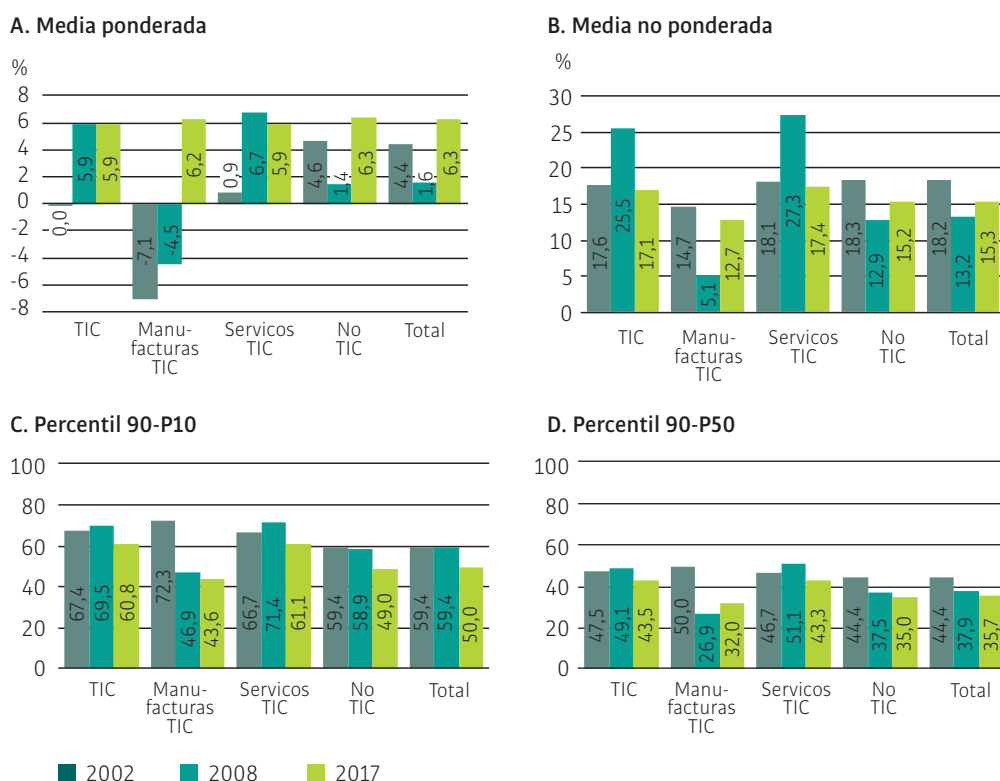 A. Media ponderada
%
8
6
4
2
0
-2
-4
-6
-8
0,0
5,9
5,9
-7,1
-4,5
6,2
0,9
6,7
5,9
4,6
1,4
6,3
4,4
1,6
6,3
TIC
Manu-
facturas
TIC
Servicos
TIC
No
TIC
Total
B. Media no ponderada
%
30
25
20
15
10
5
0
17,6
25,5
17,1
14,7
5,1
12,7
18,1
27,3
17,4
18,3
12,9
15,2
18,2
13,2
15,3
TIC
Manu-
facturas
TIC
Servicos
TIC
No
TIC
Total
C. Percentil 90-P10
100
80
60
40
20
0
67,4
69,5
60,8
72,3
46,9
43,6
66,7
71,4
61,1
59,4
58,9
49,0
59,4
59,4
50,0
TIC
Manu-
facturas
TIC
Servicos
TIC
No
TIC
Total
D. Percentil 90-P50
100
80
60
40
20
0
47,5
49,1
43,5
50,0
26,9
32,0
46,7
51,1
43,3
44,4
37,5
35,0
44,4
37,9
35,7
TIC
Manu-
facturas
TIC
Servicos
TIC
No
TIC
Total
2002 2008 2017